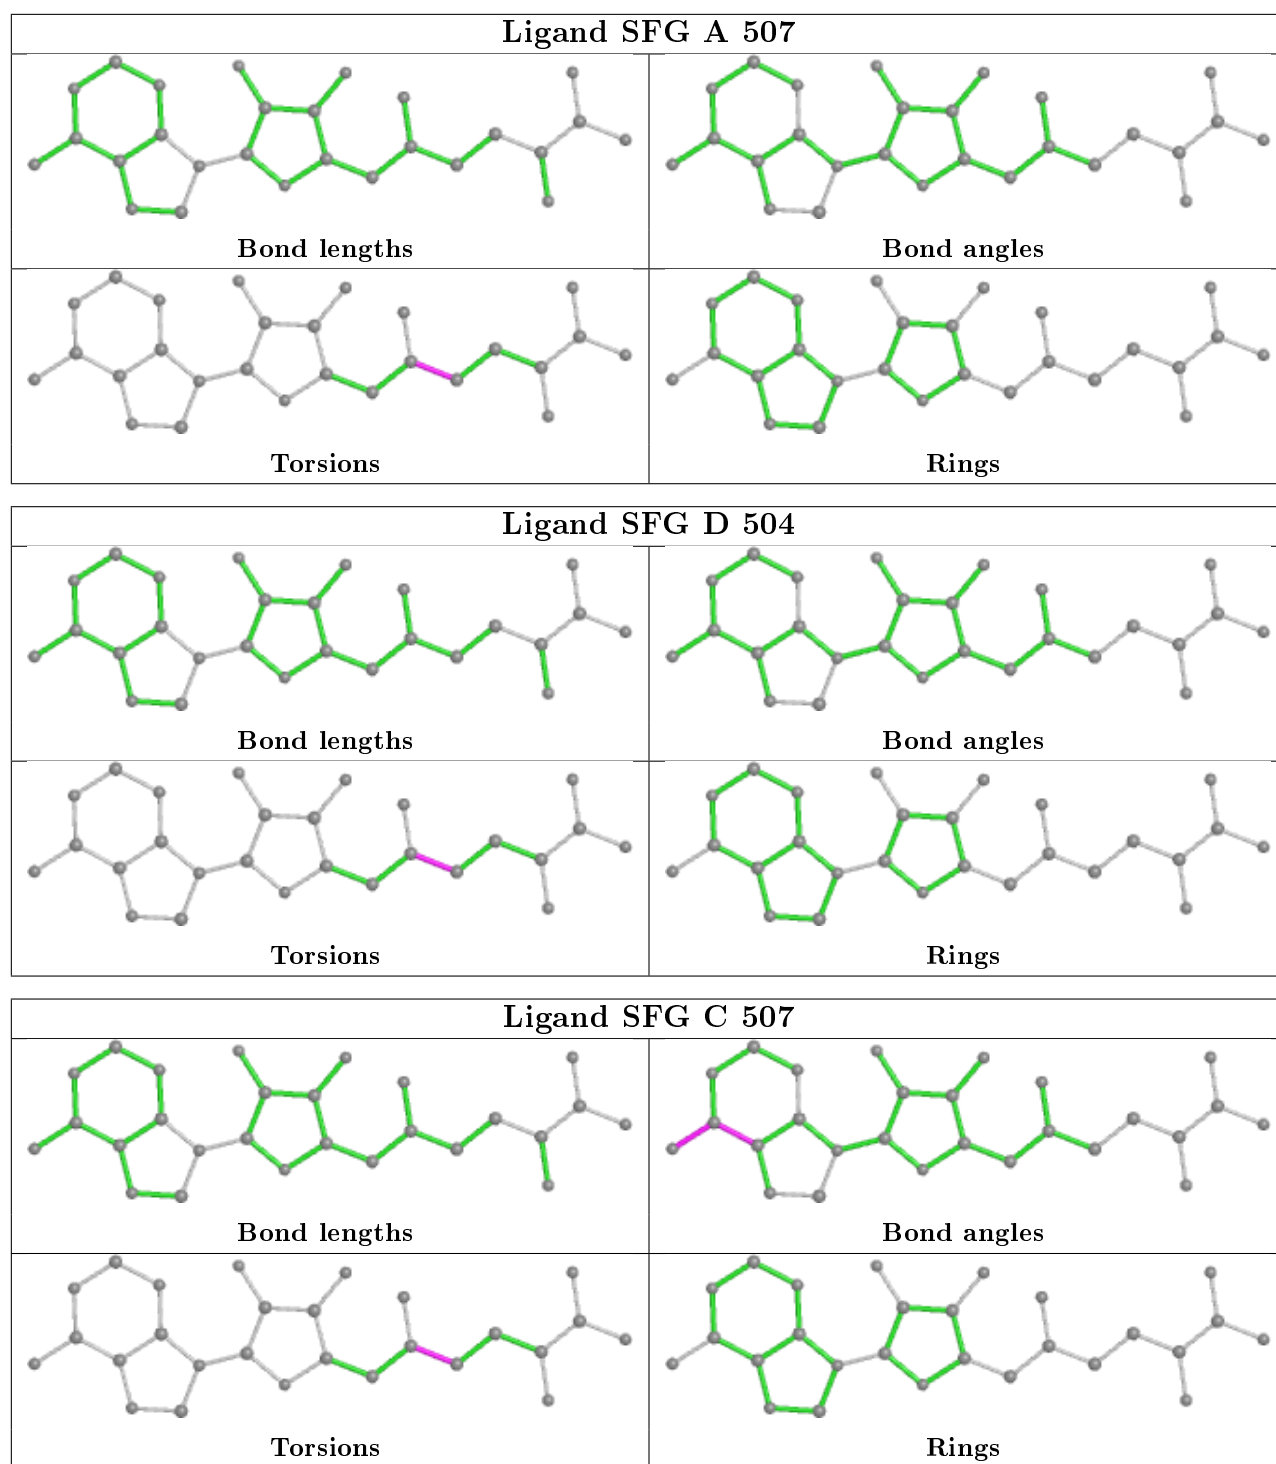 Ligand SFG A 507
Bond lengths
Bond angles
Torsions
Rings
Ligand SFG D 504
Bond lengths
Bond angles
Torsions
Rings
Ligand SFG C 507
Bond lengths
Bond angles
Torsions
Rings